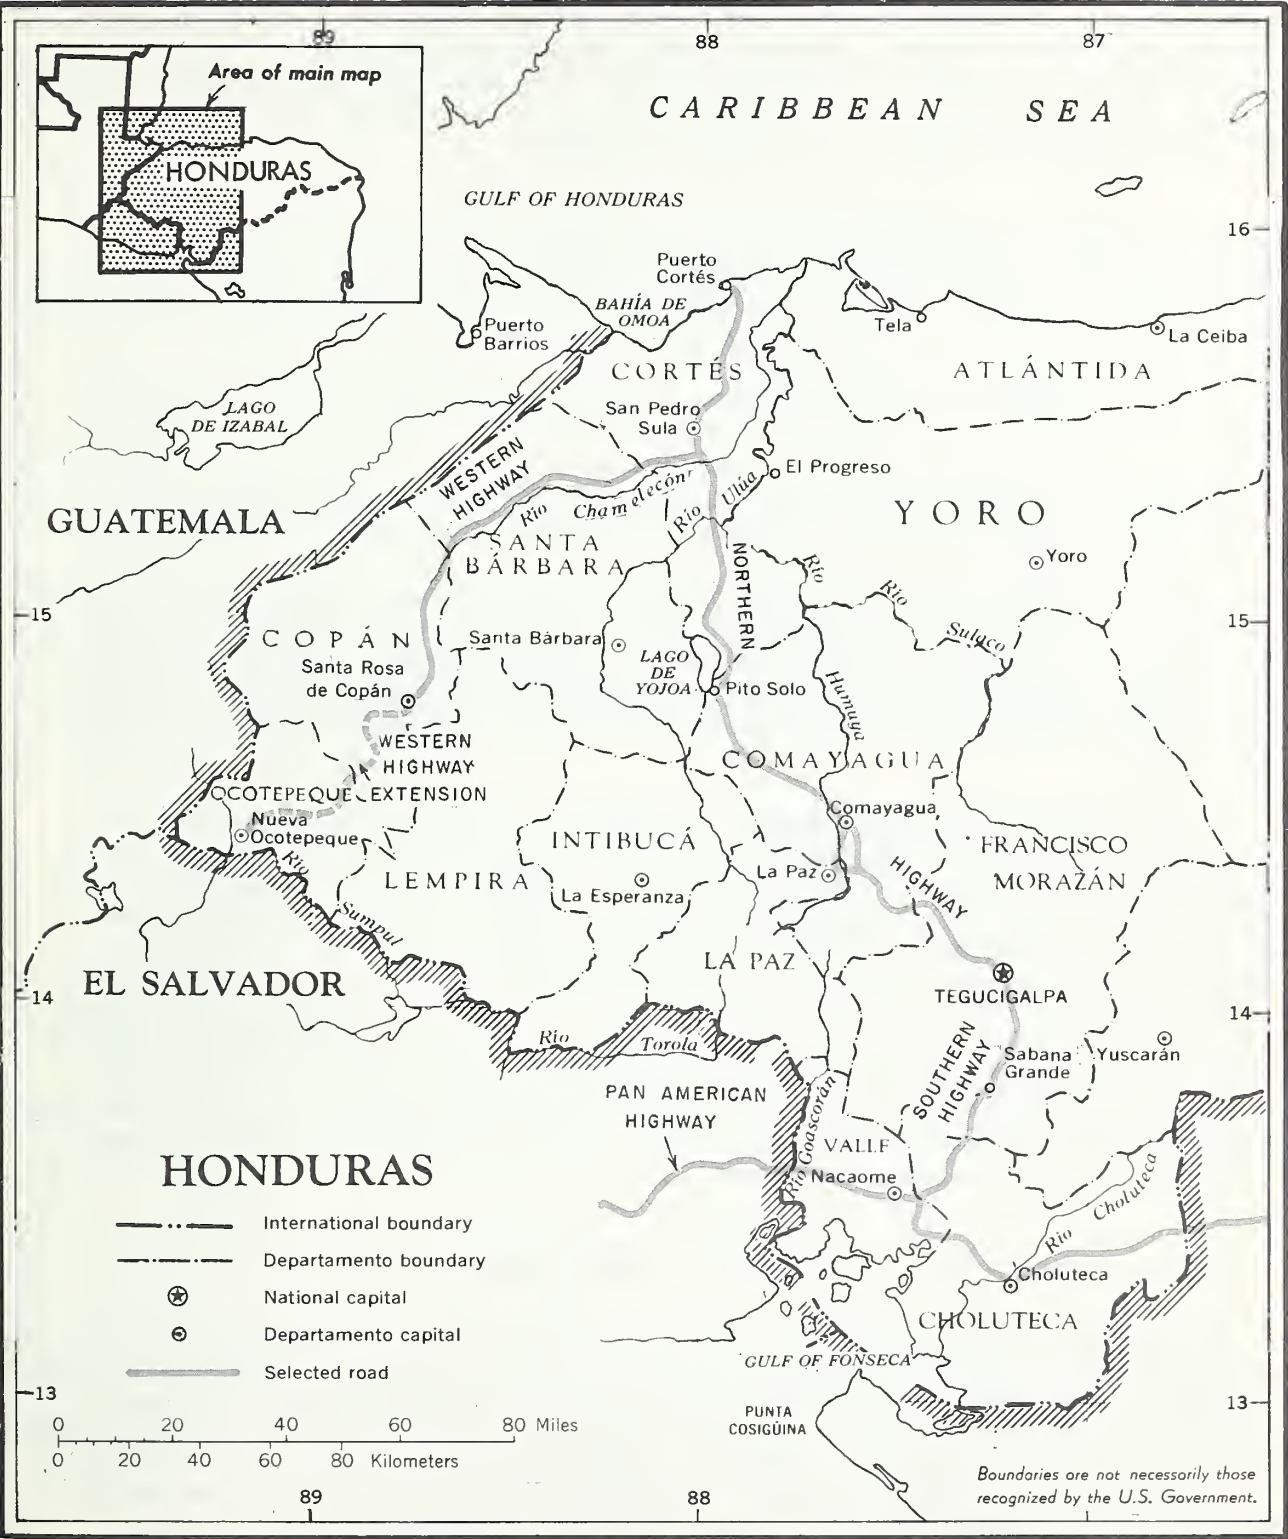 89
88
87
Area of main map
HONDURAS
CARIBBEAN SEA
GULF OF HONDURAS
16
Puerto
Cortés
BAHÍA DE
OMOA
Puerto
Barrios
Tela
La Ceiba
CORTÉS
ATLÁNTIDA
LAGO
DE IZABAL
San Pedro
Sula
WESTERN
HIGHWAY
El Progreso
Río Chamelecón
Río Ulúa
GUATEMALA
YORO
SANTA
BÁRBARA
NORTHERN
Yoro
Río
Río
Sulaco
15
15
COPÁN
Santa Bárbara
Santa Rosa
de Copán
LAGO
DE
YOJOA
Pito Solo
Humuya
WESTERN
HIGHWAY
EXTENSION
COMAYAGUA
OCOTEPEQUE
Nueva
Ocotepeque
Comayagua
INTIBUCÁ
FRANCISCO
MORAZÁN
Río
La Paz
HIGHWAY
LEMPIRA
La Esperanza
Sumpul
LA PAZ
EL SALVADOR
TEGUCIGALPA
14
14
Río
Torola
SOUTHERN
HIGHWAY
Sabana
Grande
Yuscarán
PAN AMERICAN
HIGHWAY
Río Goascorán
VALLE
Nacaome
Río Choluteca
Choluteca
CHOLUTECA
GULF OF FONSECA
PUNTA
COSIGÜINA
HONDURAS
International boundary
Departamento boundary
National capital
Departamento capital
Selected road
13
13
0 20 40 60 80 Miles
0 20 40 60 80 Kilometers
89
88
Boundaries are not necessarily those
recognized by the U.S. Government.